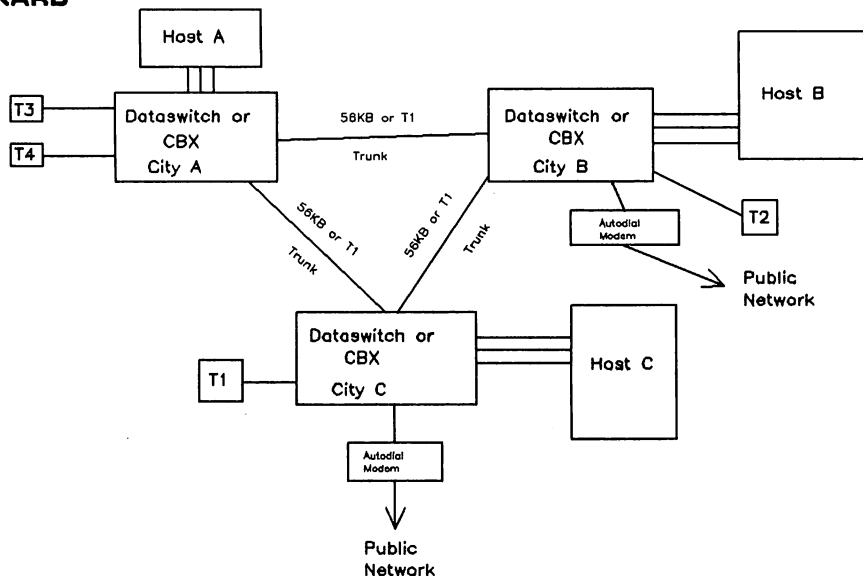 Host A
T3
T4
Dataswitch or
CBX
City A
56KB or T1
Trunk
Dataswitch or
CBX
City B
Host B
T2
Autodial
Modem
Public
Network
56KB or T1
Trunk
56KB or T1
Trunk
Dataswitch or
CBX
City C
T1
Host C
Autodial
Modem
Public
Network